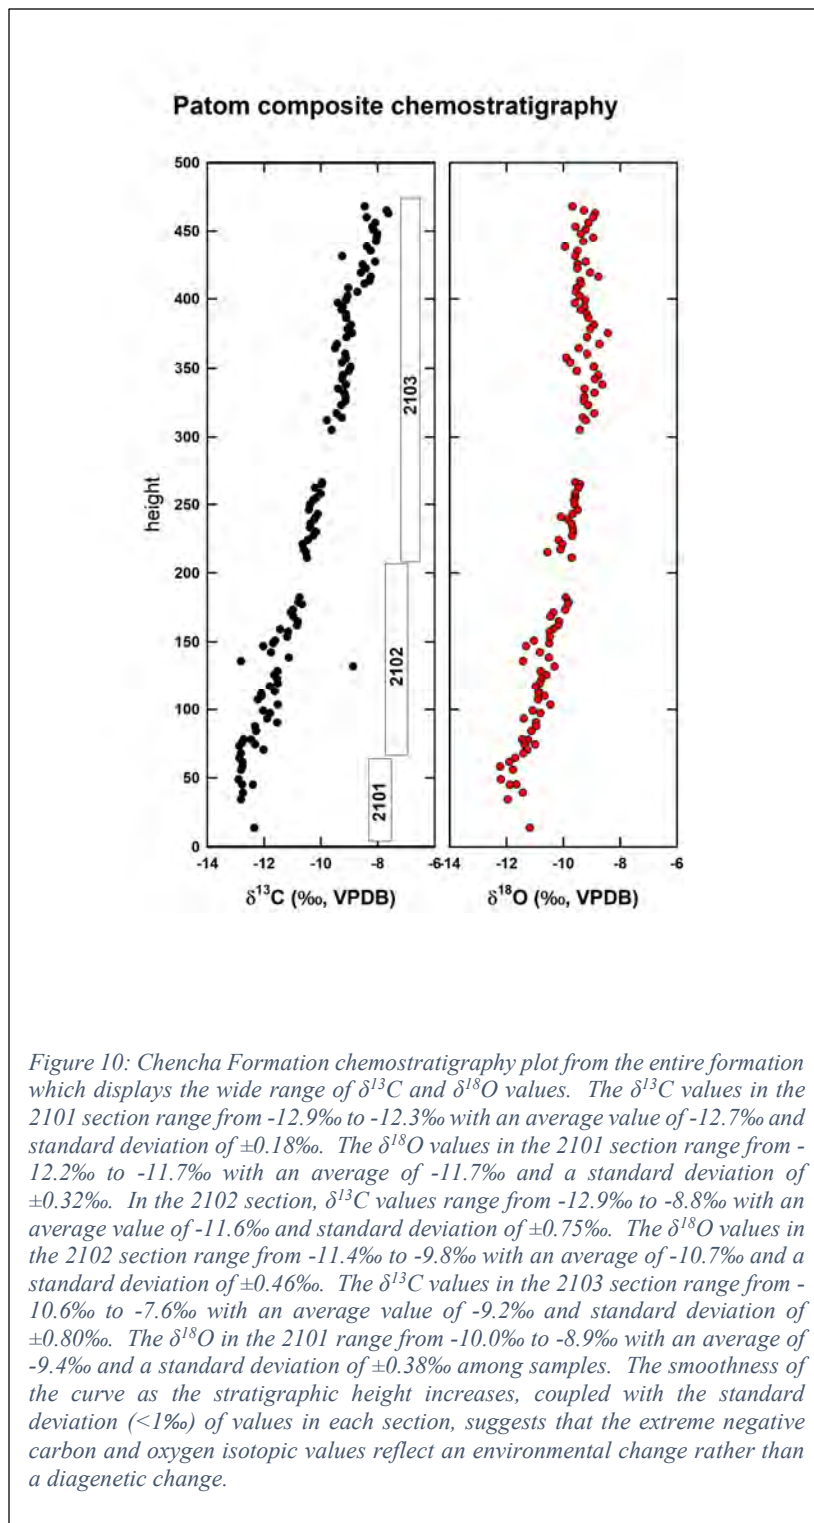 Patom composite chemostratigraphy
500
450
400
350
300
250
200
150
100
50
0
height
2103
2102
2101
-14 -12 -10 -8 -6
-14 -12 -10 -8 -6
δ¹³C (‰, VPDB) δ¹⁸O (‰, VPDB)
Figure 10: Chencha Formation chemostratigraphy plot from the entire formation
which displays the wide range of δ¹³C and δ¹⁸O values. The δ¹³C values in the
2101 section range from -12.9‰ to -12.3‰ with an average value of -12.7‰ and
standard deviation of ±0.18‰. The δ¹⁸O values in the 2101 section range from -
12.2‰ to -11.7‰ with an average of -11.7‰ and a standard deviation of
±0.32‰. In the 2102 section, δ¹³C values range from -12.9‰ to -8.8‰ with an
average value of -11.6‰ and standard deviation of ±0.75‰. The δ¹⁸O values in
the 2102 section range from -11.4‰ to -9.8‰ with an average of -10.7‰ and a
standard deviation of ±0.46‰. The δ¹³C values in the 2103 section range from -
10.6‰ to -7.6‰ with an average value of -9.2‰ and standard deviation of
±0.80‰. The δ¹⁸O in the 2101 range from -10.0‰ to -8.9‰ with an average of
-9.4‰ and a standard deviation of ±0.38‰ among samples. The smoothness of
the curve as the stratigraphic height increases, coupled with the standard
deviation (<1‰) of values in each section, suggests that the extreme negative
carbon and oxygen isotopic values reflect an environmental change rather than
a diagenetic change.